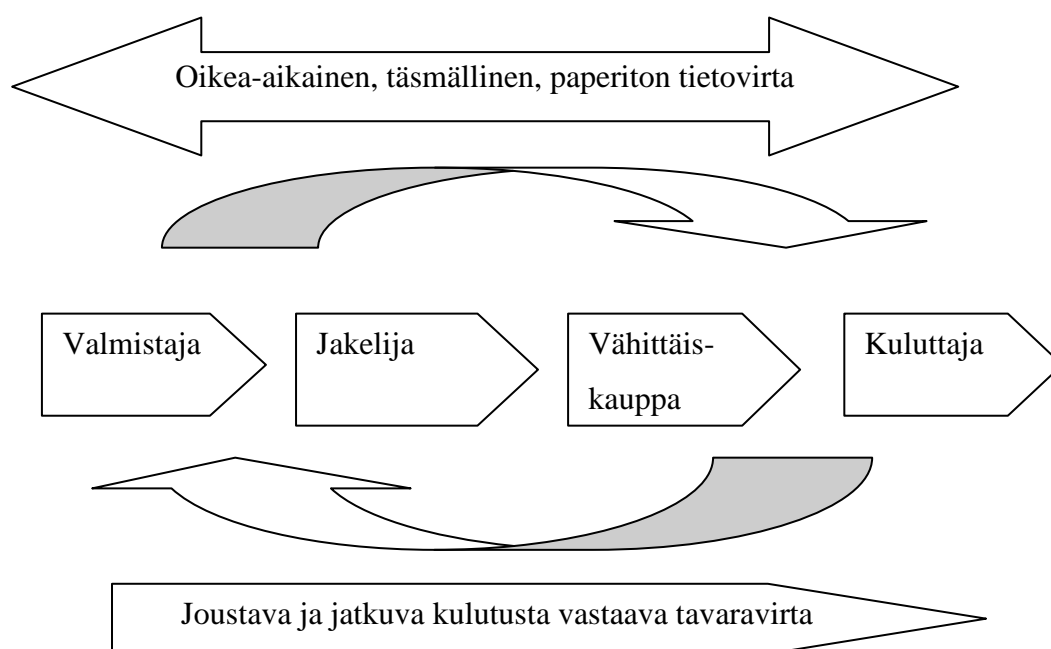 Oikea-aikainen, täsmällinen, paperiton tietovirta
Valmistaja
Jakelija
Vähittäis-
kauppa
Kuluttaja
Joustava ja jatkuva kulutusta vastaava tavaravirta